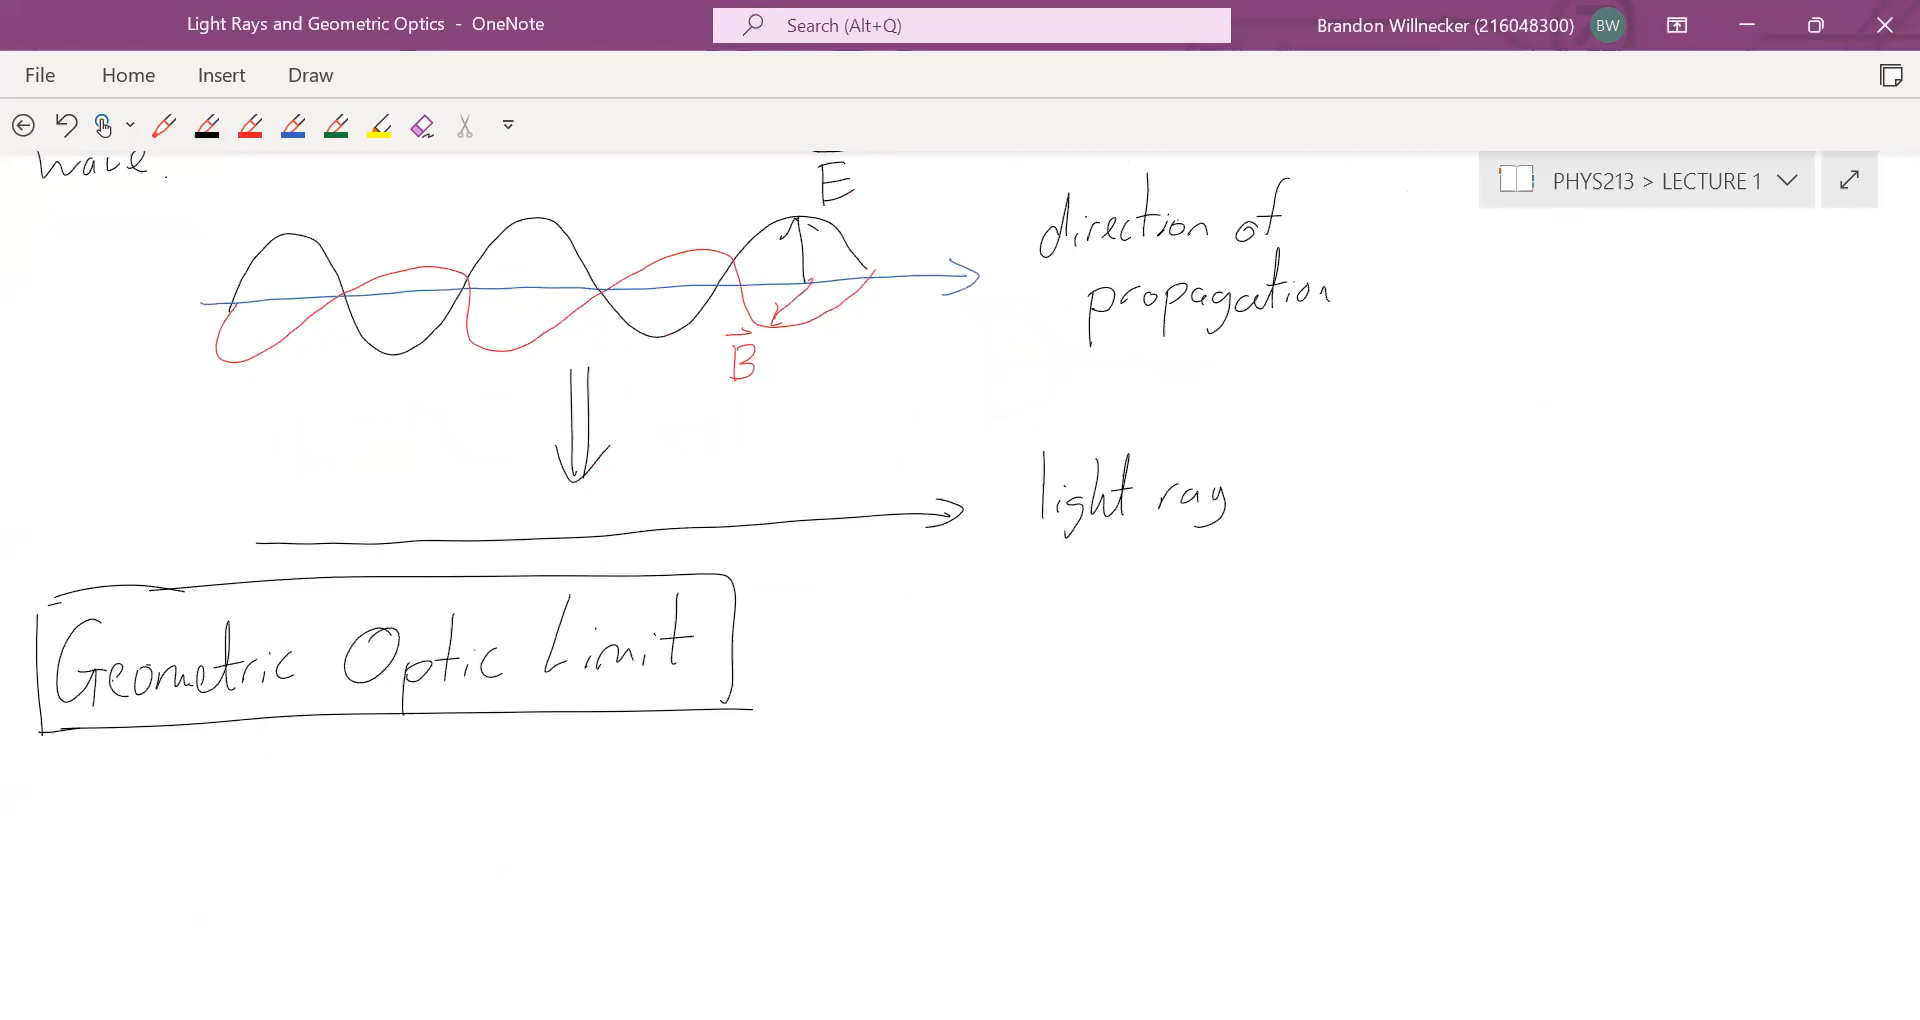 Light Rays and Geometric Optics - OneNote
Search (Alt+Q)
Brandon Willnecker (216048300)
BW
File
Home
Insert
Draw
PHYS213 > LECTURE 1
wave.
E
direction of
propagation
B
light ray
Geometric Optic Limit